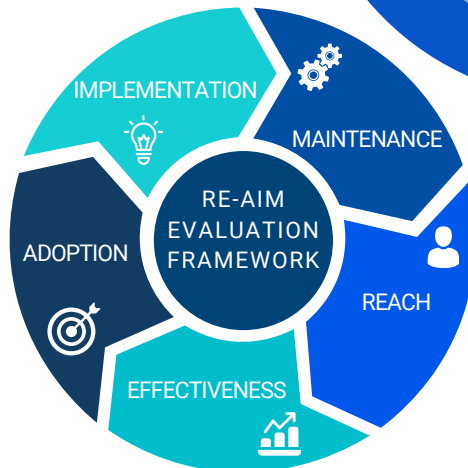 IMPLEMENTATION
MAINTENANCE
RE-AIM
EVALUATION
FRAMEWORK
ADOPTION
REACH
EFFECTIVENESS